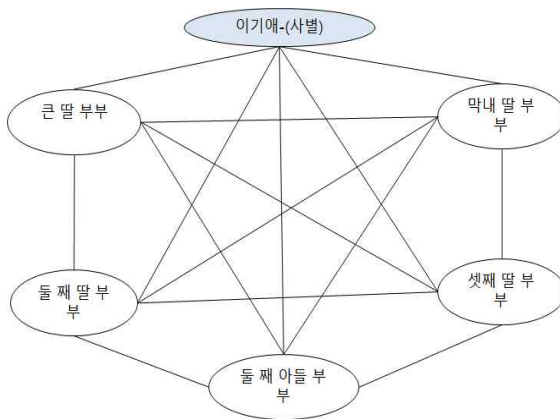 이기애-(사별)
큰 딸 부부
막내 딸 부
부
둘 째 딸 부
부
셋째 딸 부
부
둘 째 아들 부
부